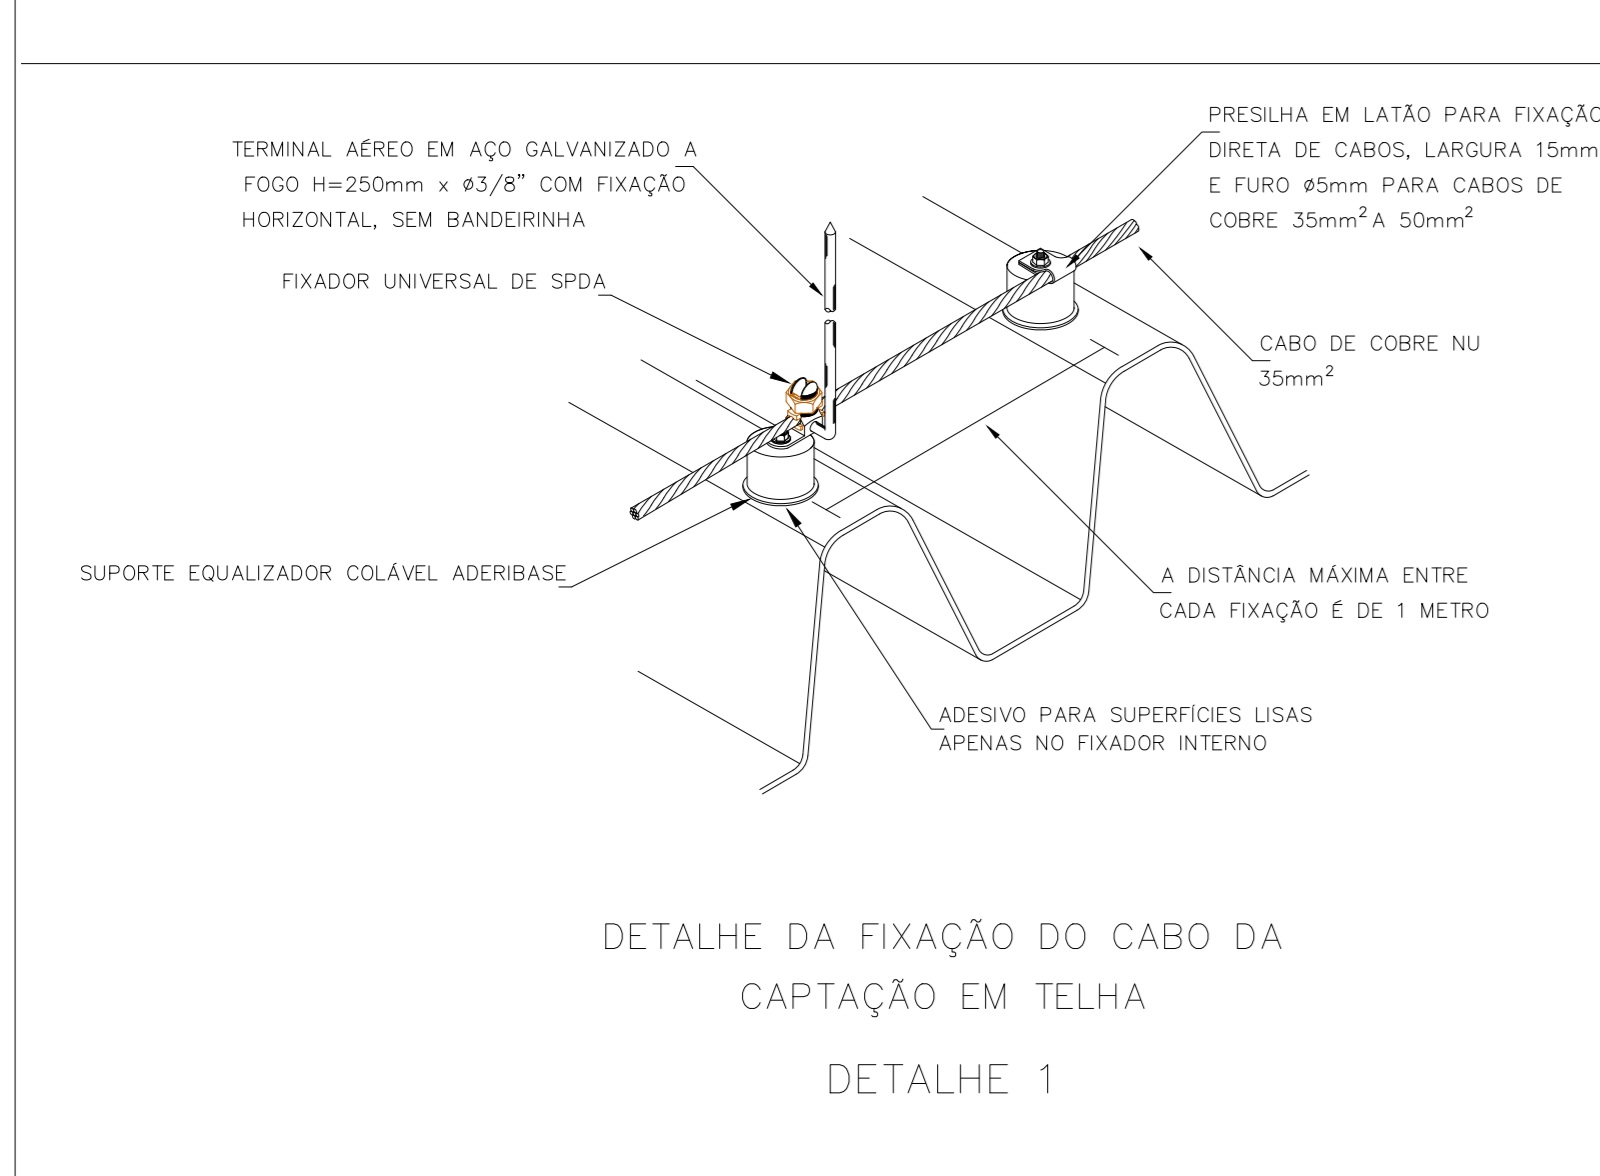 TERMINAL AÉREO EM AÇO GALVANIZADO A
FOGO H=250mm x ø3/8" COM FIXAÇÃO
HORIZONTAL, SEM BANDEIRINHA
FIXADOR UNIVERSAL DE SPDA
PRESILHA EM LATÃO PARA FIXAÇÃO
DIRETA DE CABOS, LARGURA 15mm
E FURO ø5mm PARA CABOS DE
COBRE 35mm² A 50mm²
CABO DE COBRE NU
35mm²
SUPORTE EQUALIZADOR COLÁVEL ADERIBASE
A DISTÂNCIA MÁXIMA ENTRE
CADA FIXAÇÃO É DE 1 METRO
ADESIVO PARA SUPERFÍCIES LISAS
APENAS NO FIXADOR INTERNO
DETALHE DA FIXAÇÃO DO CABO DA
CAPTAÇÃO EM TELHA
DETALHE 1